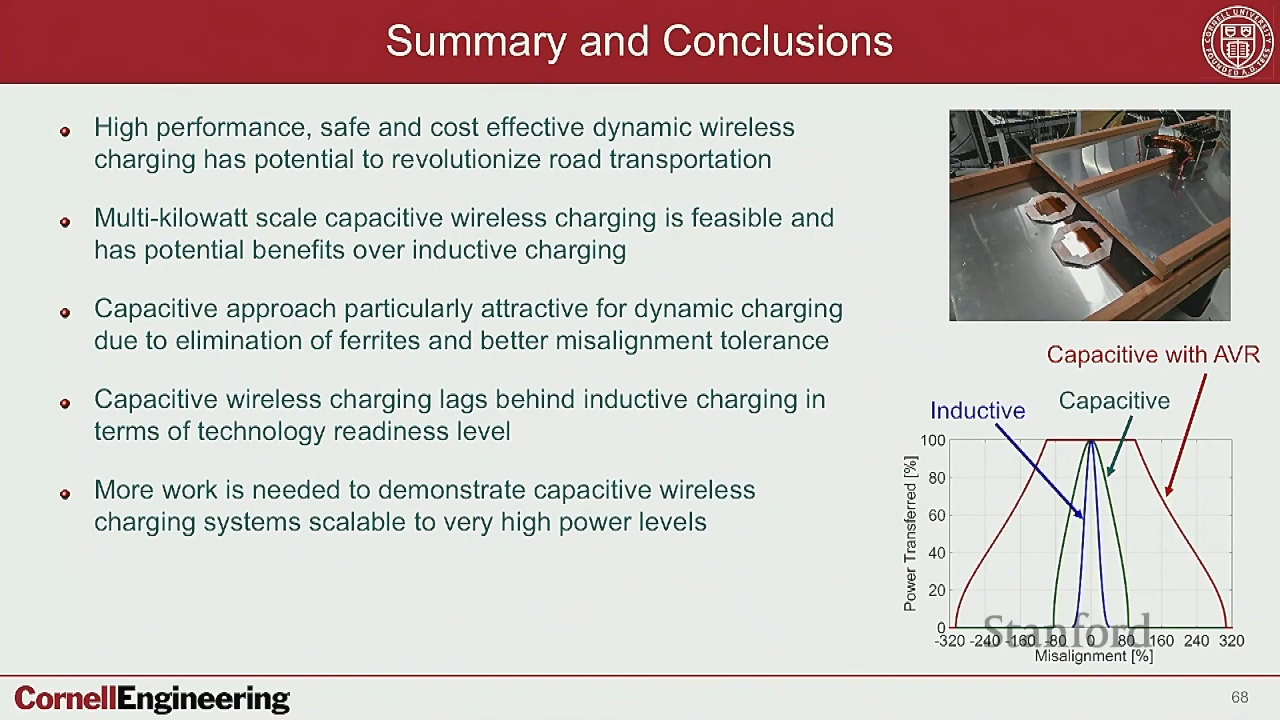 Summary and Conclusions
High performance, safe and cost effective dynamic wireless
charging has potential to revolutionize road transportation
Multi-kilowatt scale capacitive wireless charging is feasible and
has potential benefits over inductive charging
Capacitive approach particularly attractive for dynamic charging
due to elimination of ferrites and better misalignment tolerance
Capacitive wireless charging lags behind inductive charging in
terms of technology readiness level
More work is needed to demonstrate capacitive wireless
charging systems scalable to very high power levels
Capacitive with AVR
Capacitive
Inductive
Power Transferred [%]
100
80
60
40
20
0
-320 -240 -160 -80 0 80 160 240 320
Misalignment [%]
Stanford
CornellEngineering
68
CORNELL UNIVERSITY
FOUNDED A.D. 1865